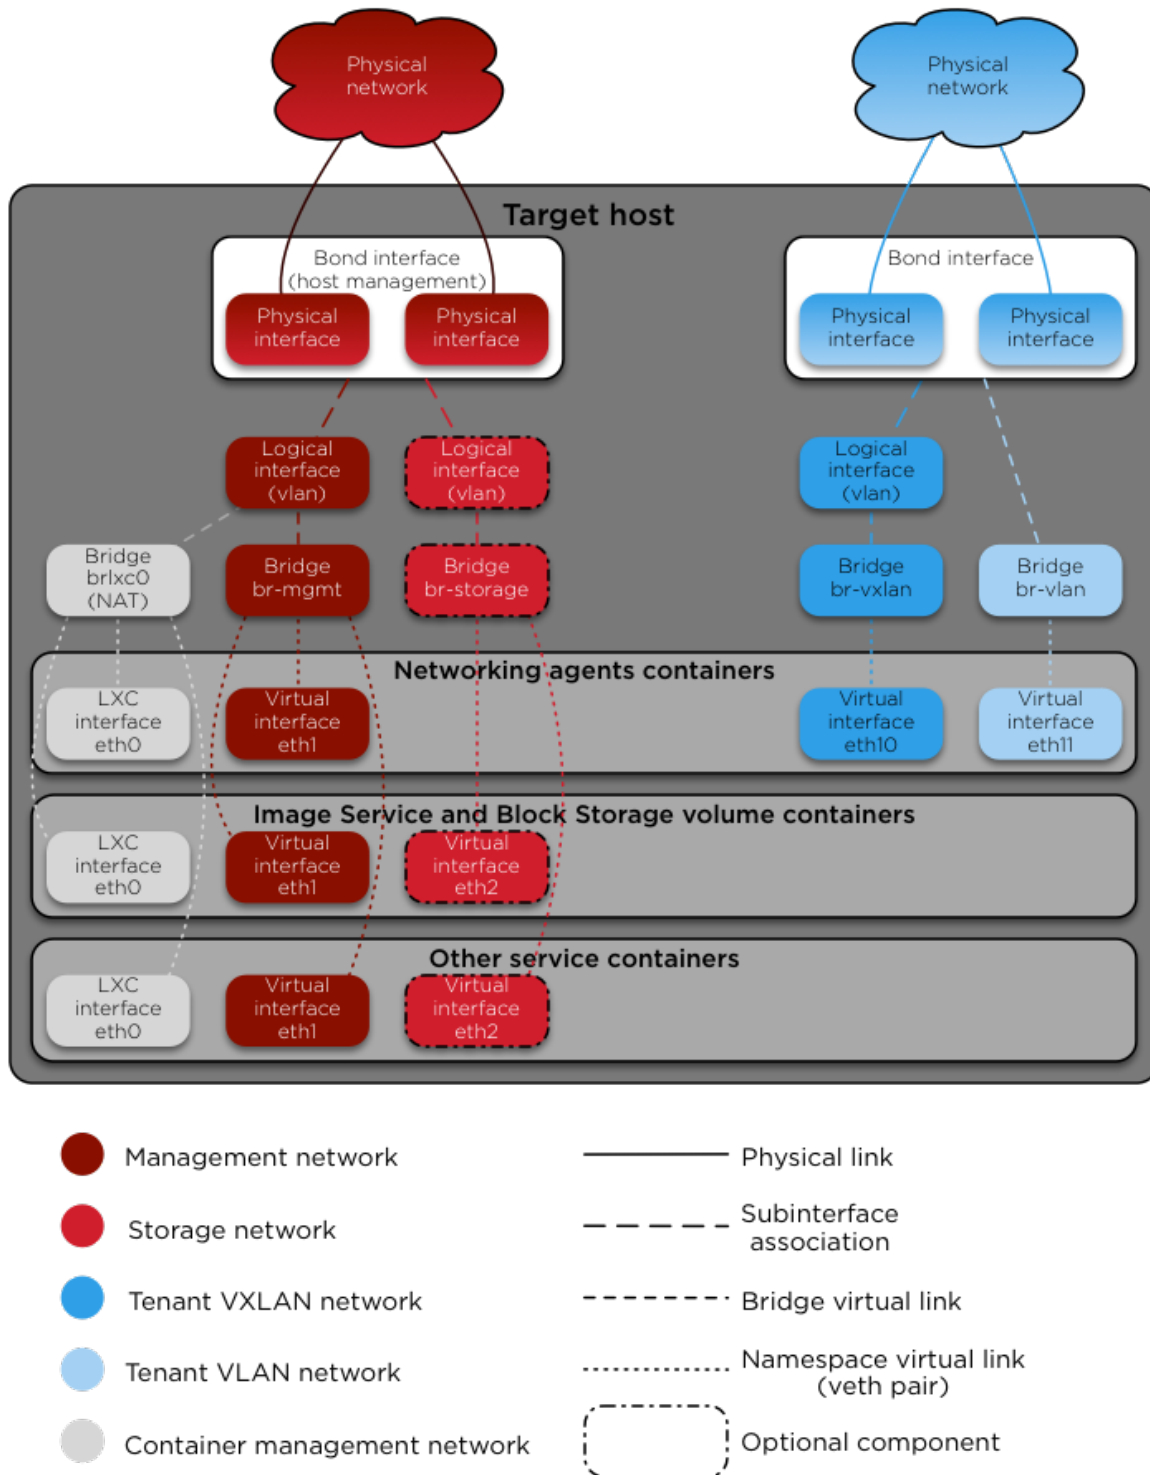 Physical
network
Physical
network
Target host
Bond interface
(host management)
Bond interface
Physical
interface
Physical
interface
Physical
interface
Physical
interface
Logical
interface
(vlan)
Logical
interface
(vlan)
Logical
interface
(vlan)
Bridge
brlxc0
(NAT)
Bridge
br-mgmt
Bridge
br-storage
Bridge
br-vxlan
Bridge
br-vlan
Networking agents containers
LXC
interface
eth0
Virtual
interface
eth1
Virtual
interface
eth10
Virtual
interface
eth11
Image Service and Block Storage volume containers
LXC
interface
eth0
Virtual
interface
eth1
Virtual
interface
eth2
Other service containers
LXC
interface
eth0
Virtual
interface
eth1
Virtual
interface
eth2
Management network
Storage network
Tenant VXLAN network
Tenant VLAN network
Container management network
Physical link
Subinterface
association
Bridge virtual link
Namespace virtual link
(veth pair)
Optional component